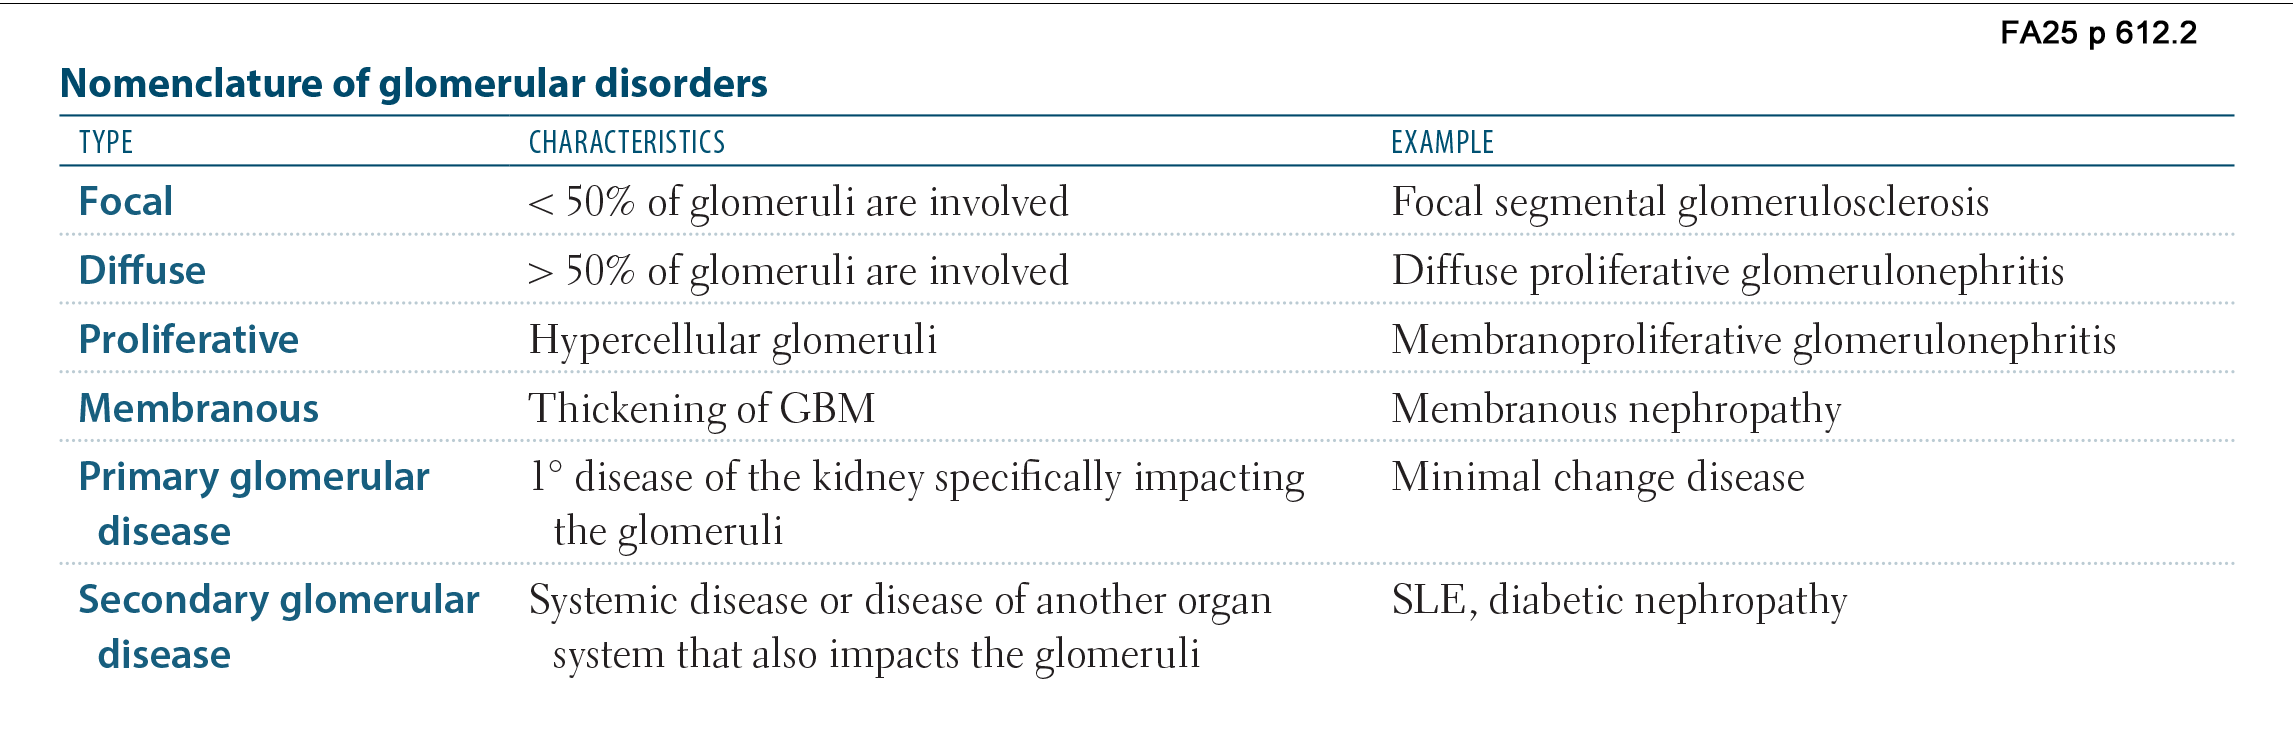 FA25 p 612.2
Nomenclature of glomerular disorders
TYPE CHARACTERISTICS EXAMPLE
Focal < 50% of glomeruli are involved Focal segmental glomerulosclerosis
Diffuse > 50% of glomeruli are involved Diffuse proliferative glomerulonephritis
Proliferative Hypercellular glomeruli Membranoproliferative glomerulonephritis
Membranous Thickening of GBM Membranous nephropathy
Primary glomerular 1° disease of the kidney specifically impacting Minimal change disease
disease the glomeruli
Secondary glomerular Systemic disease or disease of another organ SLE, diabetic nephropathy
disease system that also impacts the glomeruli